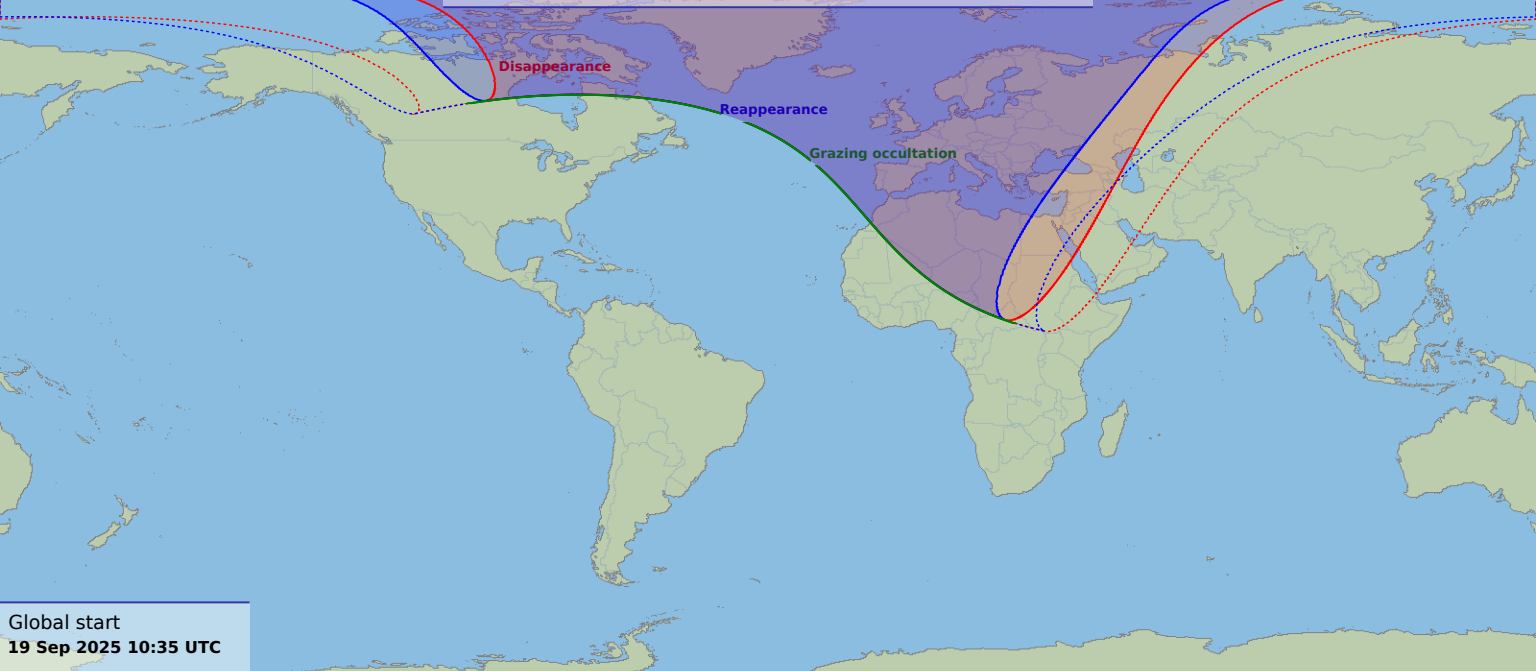 Disappearance
Reappearance
Grazing occultation
Global start
19 Sep 2025 10:35 UTC